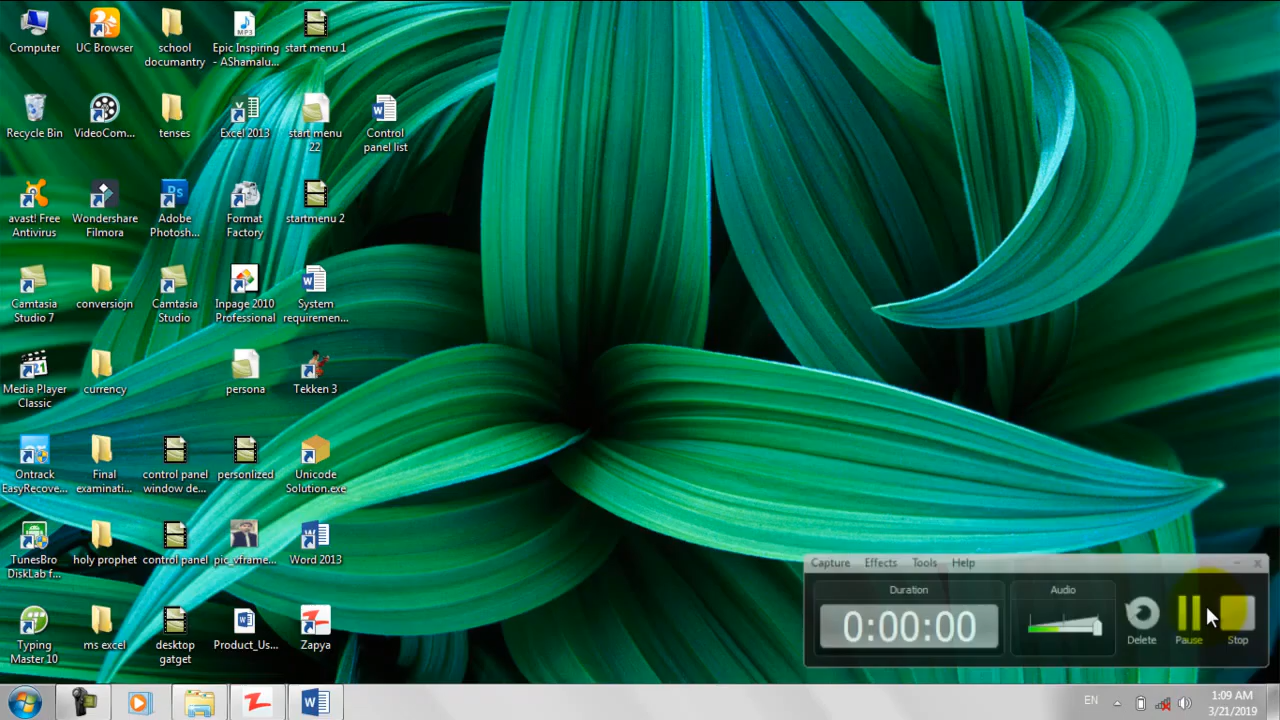 Computer
UC Browser
school
documantry
Epic Inspiring
- AShamalu...
start menu 1
Recycle Bin
VideoCom...
tenses
Excel 2013
start menu
22
Control
panel list
avast! Free
Antivirus
Wondershare
Filmora
Adobe
Photosh...
Format
Factory
startmenu 2
Camtasia
Studio 7
conversiojn
Camtasia
Studio
Inpage 2010
Professional
System
requiremen...
Media Player
Classic
currency
persona
Tekken 3
Ontrack
EasyRecove...
Final
examinati...
control panel
window de...
personlized
Unicode
Solution.exe
TunesBro
DiskLab f...
holy prophet
control panel
pic_vframe...
Word 2013
Typing
Master 10
ms excel
desktop
gatget
Product_Us...
Zapya
Capture Effects Tools Help
Duration
0:00:00
Audio
Delete
Pause
Stop
EN
1:09 AM
3/21/2019